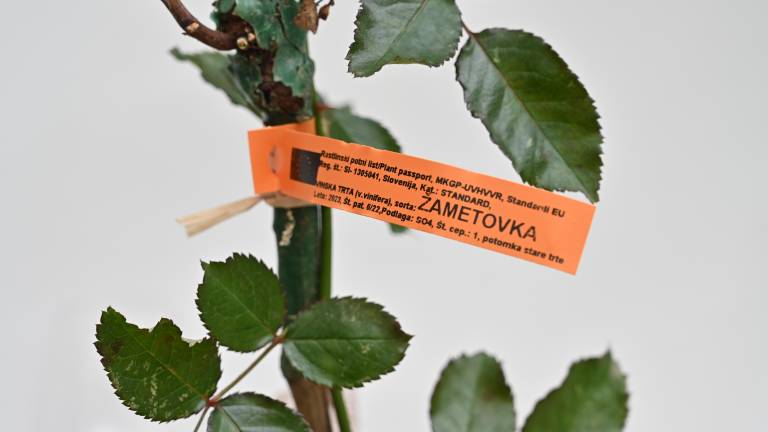 Rastlinski potni list/Plant passport, MKGP-UVHVVR, Standardi EU
Reg. št.: SI- 1305041, Slovenija, Kat.: STANDARD,
VINSKA TRTA (v.vinifera), sorta: ŽAMETOVKA
Leto: 2023, Št. pat. 6/22,Podlaga: SO4, Št. cep.: 1, potomka stare trte